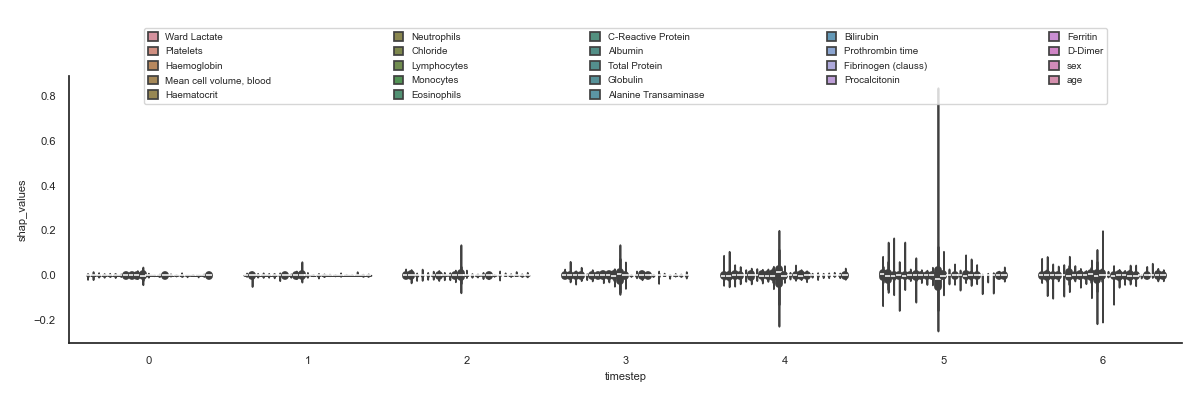 Ward Lactate
Platelets
Haemoglobin
Mean cell volume, blood
Haematocrit
Neutrophils
Chloride
Lymphocytes
Monocytes
Eosinophils
C-Reactive Protein
Albumin
Total Protein
Globulin
Alanine Transaminase
Bilirubin
Prothrombin time
Fibrinogen (clauss)
Procalcitonin
Ferritin
D-Dimer
sex
age
0.8
0.6
0.4
0.2
0.0
−0.2
shap_values
0 1 2 3 4 5 6
timestep